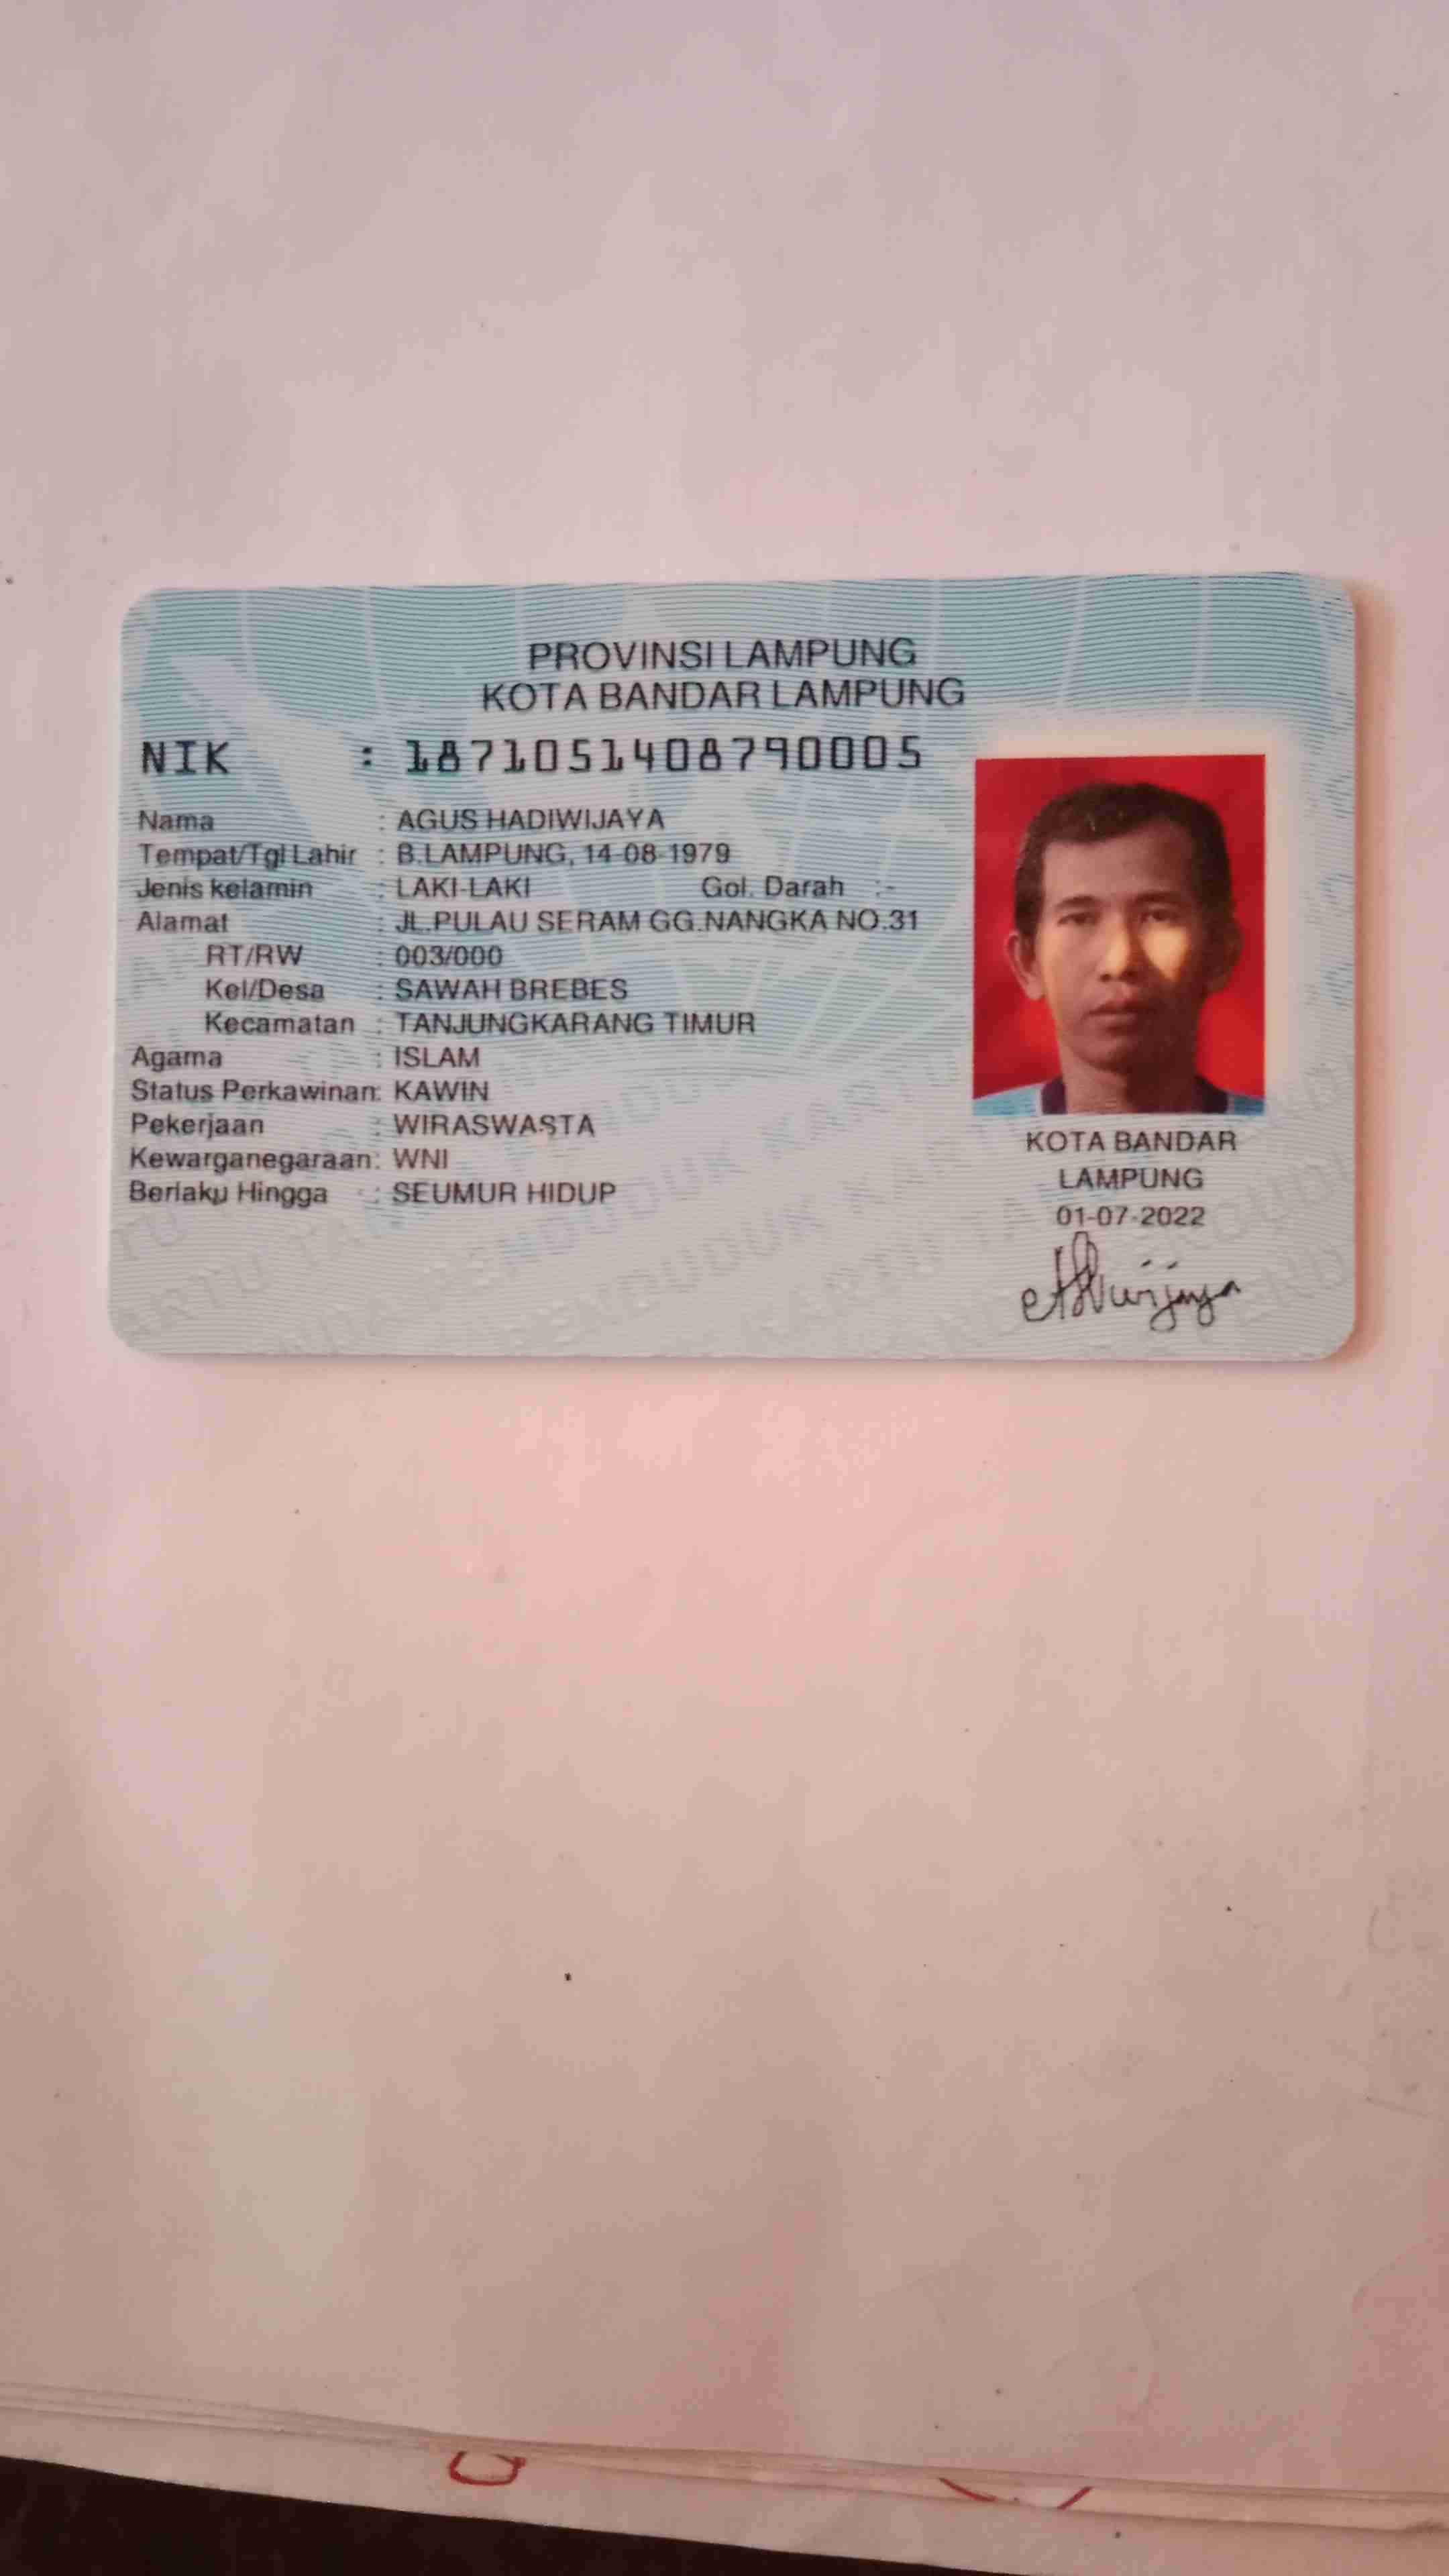 PROVINSI LAMPUNG
KOTA BANDAR LAMPUNG
NIK : 1871051408790005
Nama : AGUS HADIWIJAYA
Tempat/Tgl Lahir : B.LAMPUNG, 14-08-1979
Jenis kelamin : LAKI-LAKI Gol. Darah : -
Alamat : JL.PULAU SERAM GG.NANGKA NO.31
RT/RW : 003/000
Kel/Desa : SAWAH BREBES
Kecamatan : TANJUNGKARANG TIMUR
Agama : ISLAM
Status Perkawinan: KAWIN
Pekerjaan : WIRASWASTA
Kewarganegaraan: WNI
Berlaku Hingga : SEUMUR HIDUP
KOTA BANDAR
LAMPUNG
01-07-2022